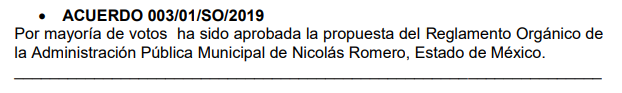 • ACUERDO 003/01/SO/2019
Por mayoría de votos ha sido aprobada la propuesta del Reglamento Orgánico de
la Administración Pública Municipal de Nicolás Romero, Estado de México.